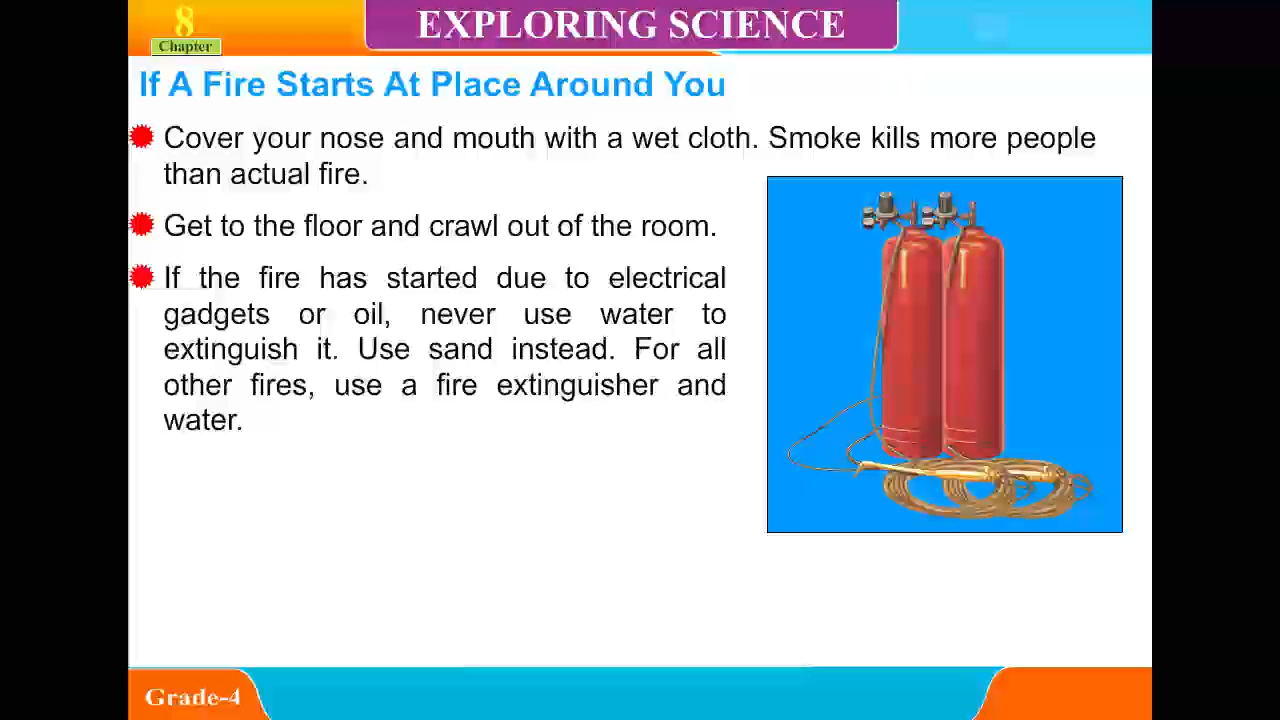 8
Chapter
EXPLORING SCIENCE
If A Fire Starts At Place Around You
Cover your nose and mouth with a wet cloth. Smoke kills more people
than actual fire.
Get to the floor and crawl out of the room.
If the fire has started due to electrical
gadgets or oil, never use water to
extinguish it. Use sand instead. For all
other fires, use a fire extinguisher and
water.
Grade-4